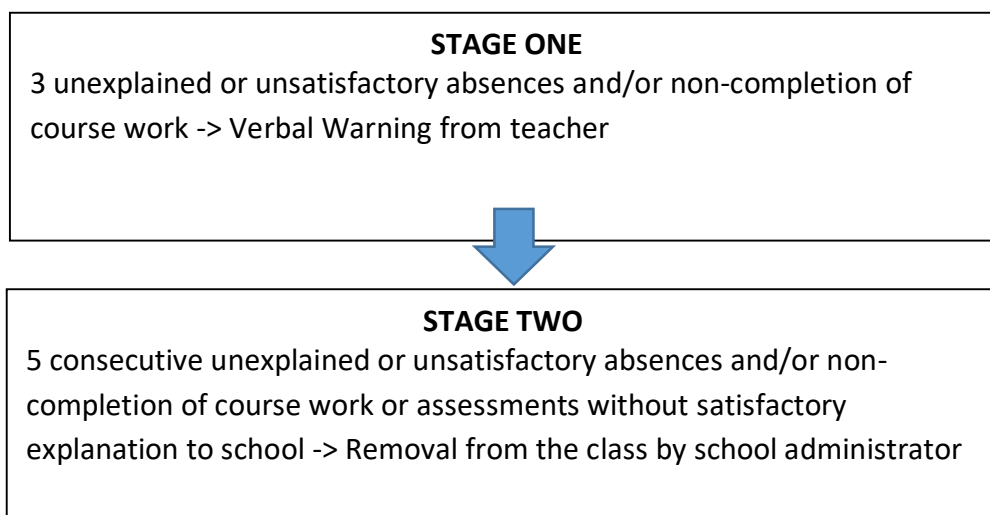 STAGE ONE
3 unexplained or unsatisfactory absences and/or non-completion of
course work -> Verbal Warning from teacher
STAGE TWO
5 consecutive unexplained or unsatisfactory absences and/or non-
completion of course work or assessments without satisfactory
explanation to school -> Removal from the class by school administrator